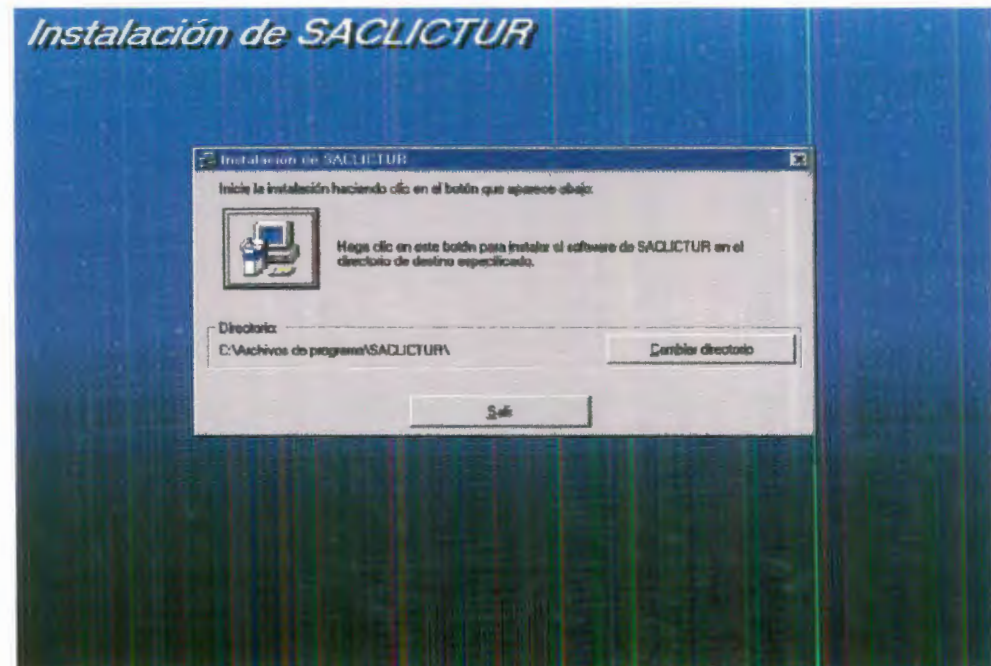 Instalación de SACLICTUR
Instalación de SACLICTUR
Inicie la instalación haciendo clic en el botón que aparece abajo:
Haga clic en este botón para instalar el software de SACLICTUR en el
directorio de destino especificado.
Directorio:
C:\Archivos de programa\SACLICTUR\
Cambiar directorio
Salir